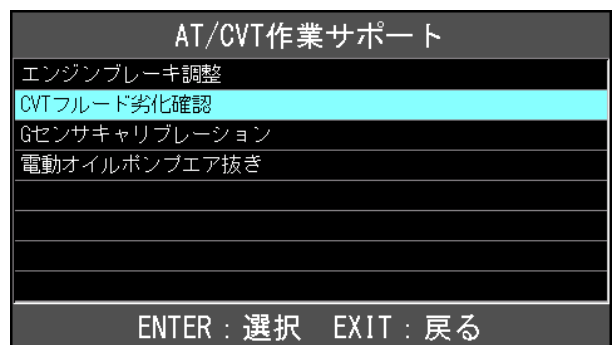 AT/CVT作業サポート
エンジンブレーキ調整
CVTフルード劣化確認
Gセンサキャリブレーション
電動オイルポンプエア抜き
ENTER：選択 EXIT：戻る